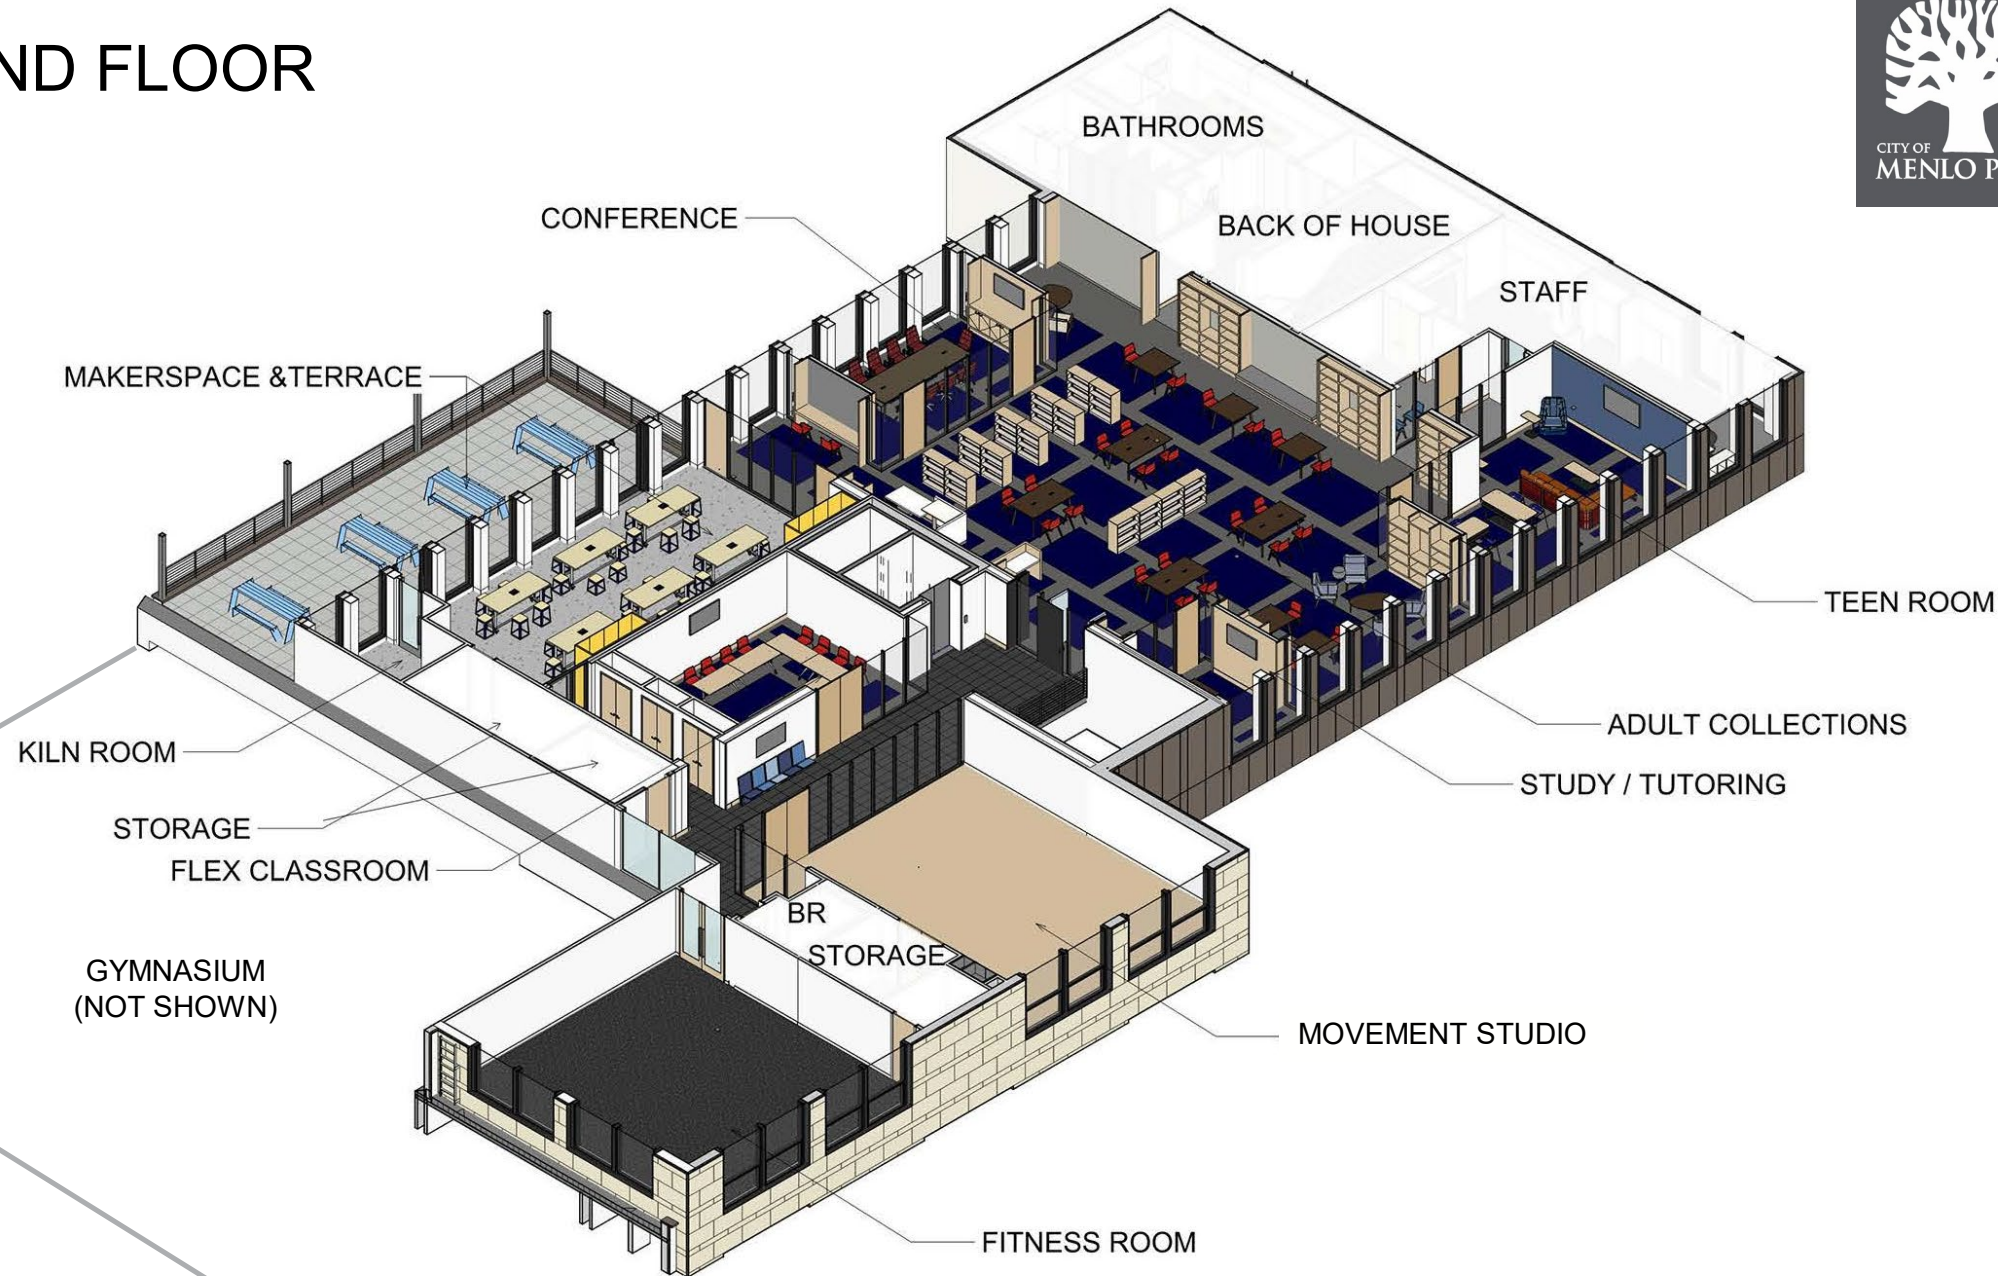 ND FLOOR
CITY OF
MENLO P
BATHROOMS
CONFERENCE
BACK OF HOUSE
STAFF
MAKERSPACE &TERRACE
TEEN ROOM
ADULT COLLECTIONS
KILN ROOM
STUDY / TUTORING
STORAGE
FLEX CLASSROOM
BR
STORAGE
GYMNASIUM
(NOT SHOWN)
MOVEMENT STUDIO
FITNESS ROOM